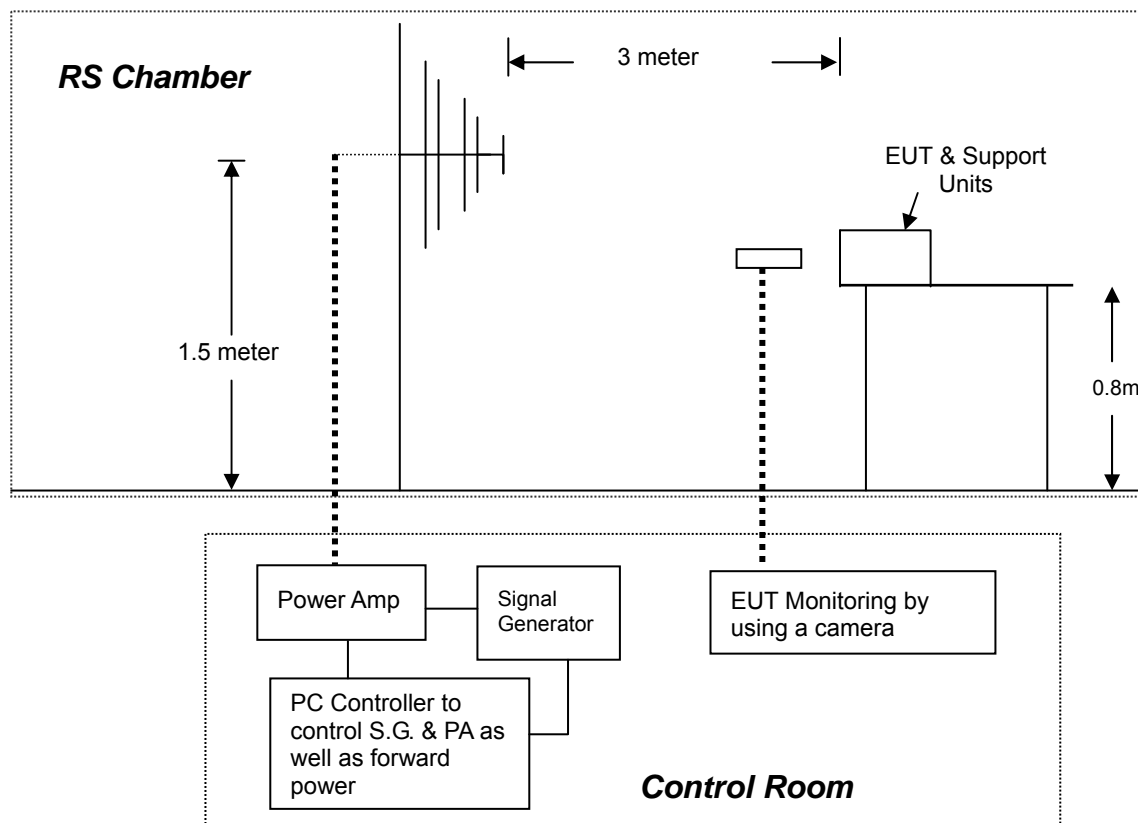 RS Chamber
3 meter
EUT & Support
Units
1.5 meter
0.8m
Power Amp
Signal
Generator
EUT Monitoring by
using a camera
PC Controller to
control S.G. & PA as
well as forward
power
Control Room